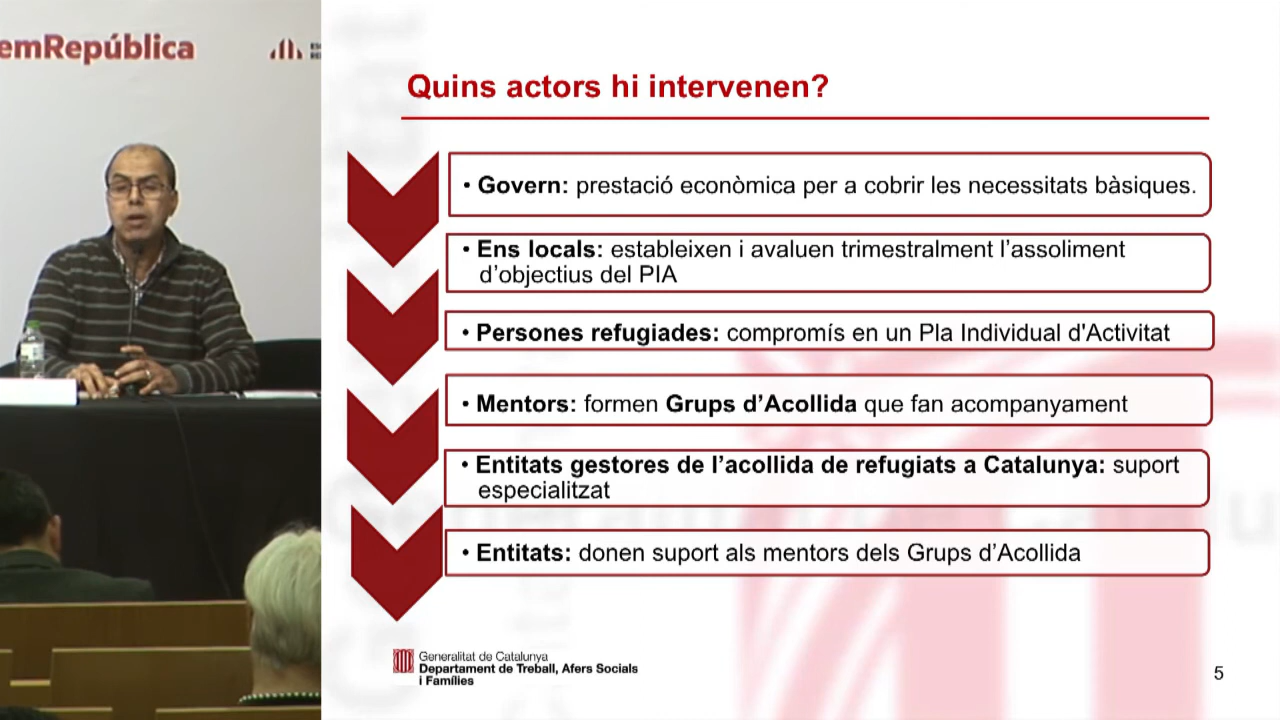 emRepública
Quins actors hi intervenen?
• Govern: prestació econòmica per a cobrir les necessitats bàsiques.
• Ens locals: estableixen i avaluen trimestralment l’assoliment
d’objectius del PIA
• Persones refugiades: compromís en un Pla Individual d'Activitat
• Mentors: formen Grups d’Acollida que fan acompanyament
• Entitats gestores de l’acollida de refugiats a Catalunya: suport
especialitzat
• Entitats: donen suport als mentors dels Grups d’Acollida
Generalitat de Catalunya
Departament de Treball, Afers Socials
i Famílies
5